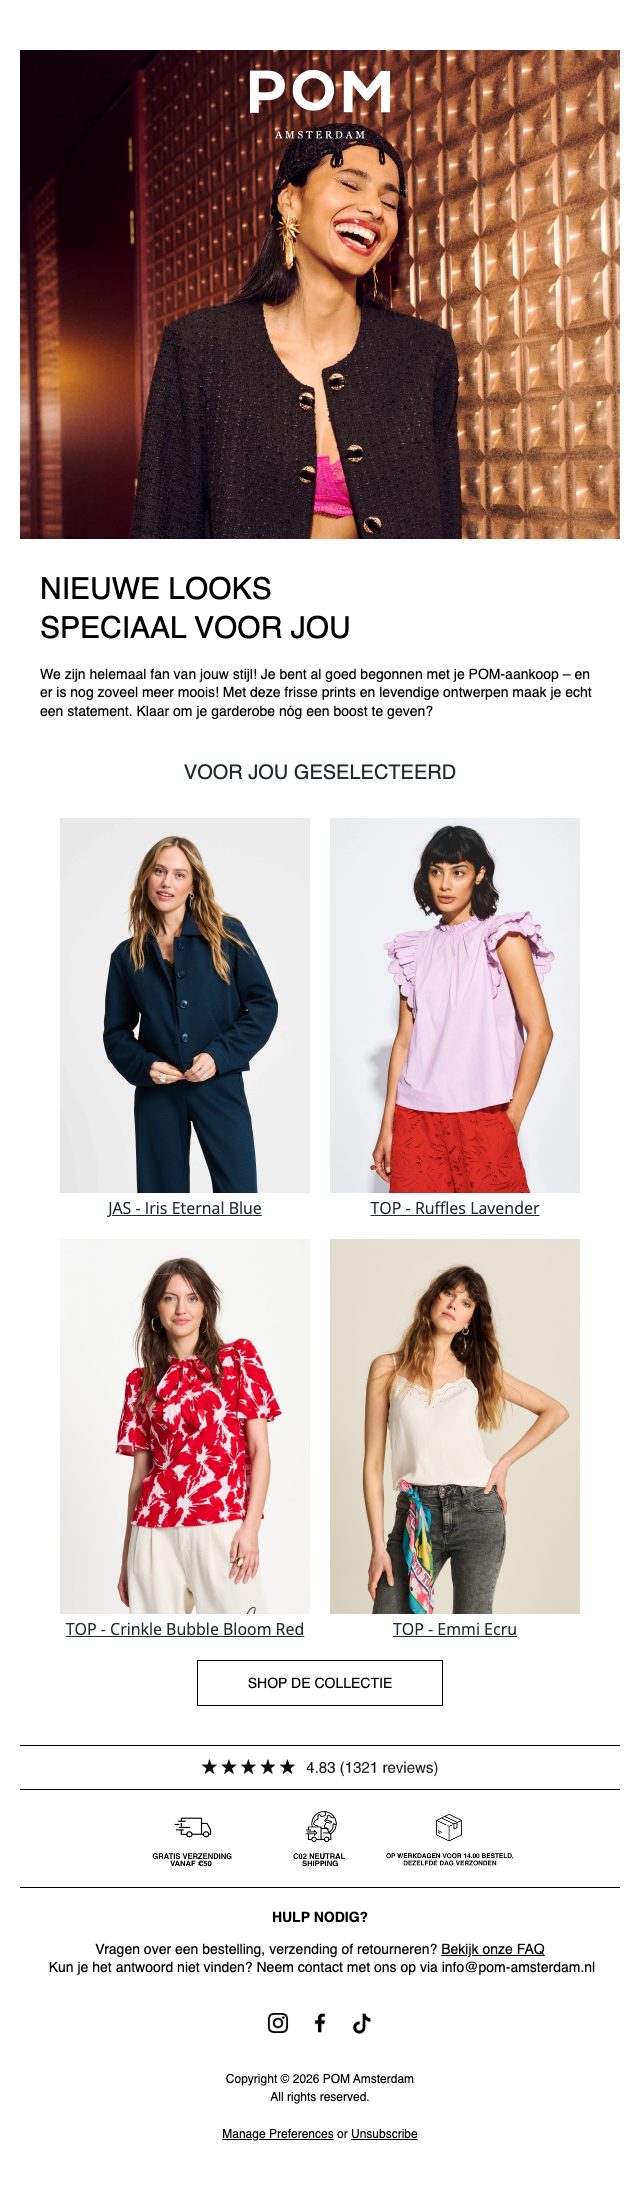 POM
AMSTERDAM
NIEUWE LOOKS
SPECIAAL VOOR JOU
We zijn helemaal fan van jouw stijl! Je bent al goed begonnen met je POM-aankoop – en
er is nog zoveel meer moois! Met deze frisse prints en levendige ontwerpen maak je echt
een statement. Klaar om je garderobe nóg een boost te geven?
VOOR JOU GESELECTEERD
JAS - Iris Eternal Blue
TOP - Ruffles Lavender
TOP - Crinkle Bubble Bloom Red
TOP - Emmi Ecru
SHOP DE COLLECTIE
★★★★★ 4.83 (1321 reviews)
GRATIS VERZENDING
VANAF €50
C02 NEUTRAL
SHIPPING
OP WERKDAGEN VOOR 14.00 BESTELD,
DEZELFDE DAG VERZONDEN
HULP NODIG?
Vragen over een bestelling, verzending of retourneren? Bekijk onze FAQ
Kun je het antwoord niet vinden? Neem contact met ons op via info@pom-amsterdam.nl
Copyright © 2026 POM Amsterdam
All rights reserved.
Manage Preferences or Unsubscribe